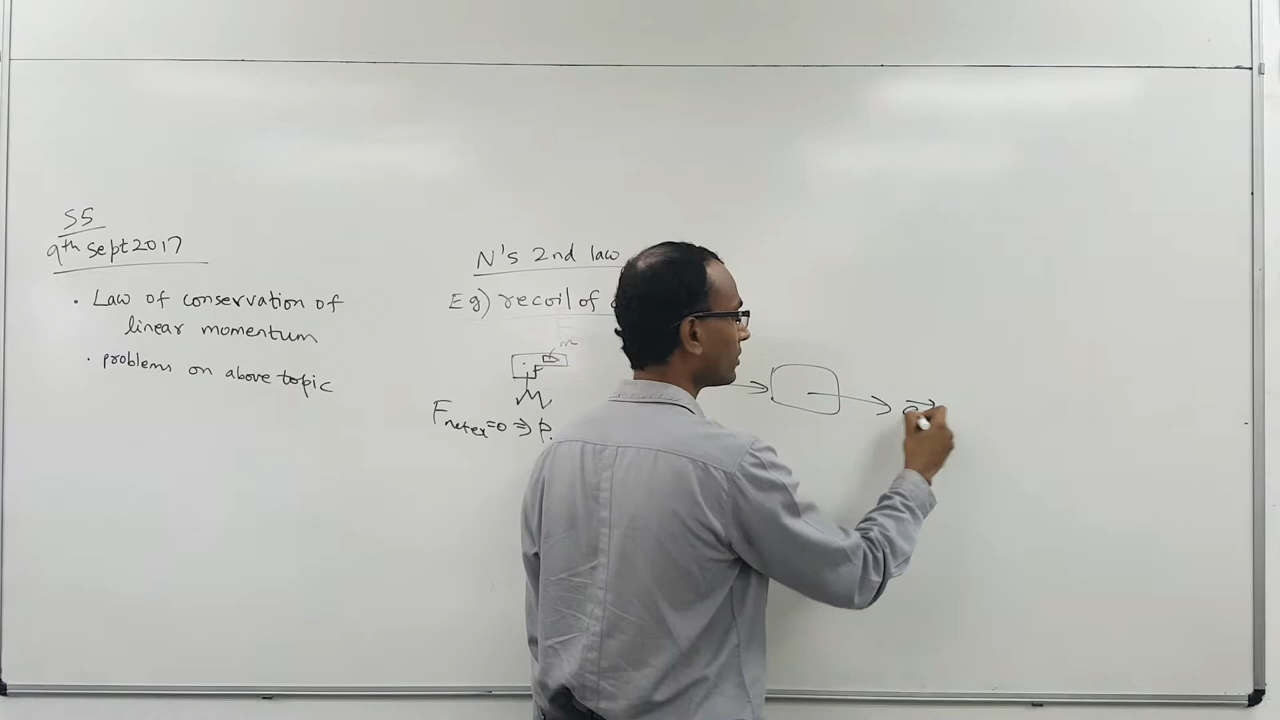 S5
9th Sept 2017
• Law of conservation of
linear momentum
• problems on above topic
N's 2nd law
Eg) recoil of
m
Fnetex=0 ⇒ P
a⃗